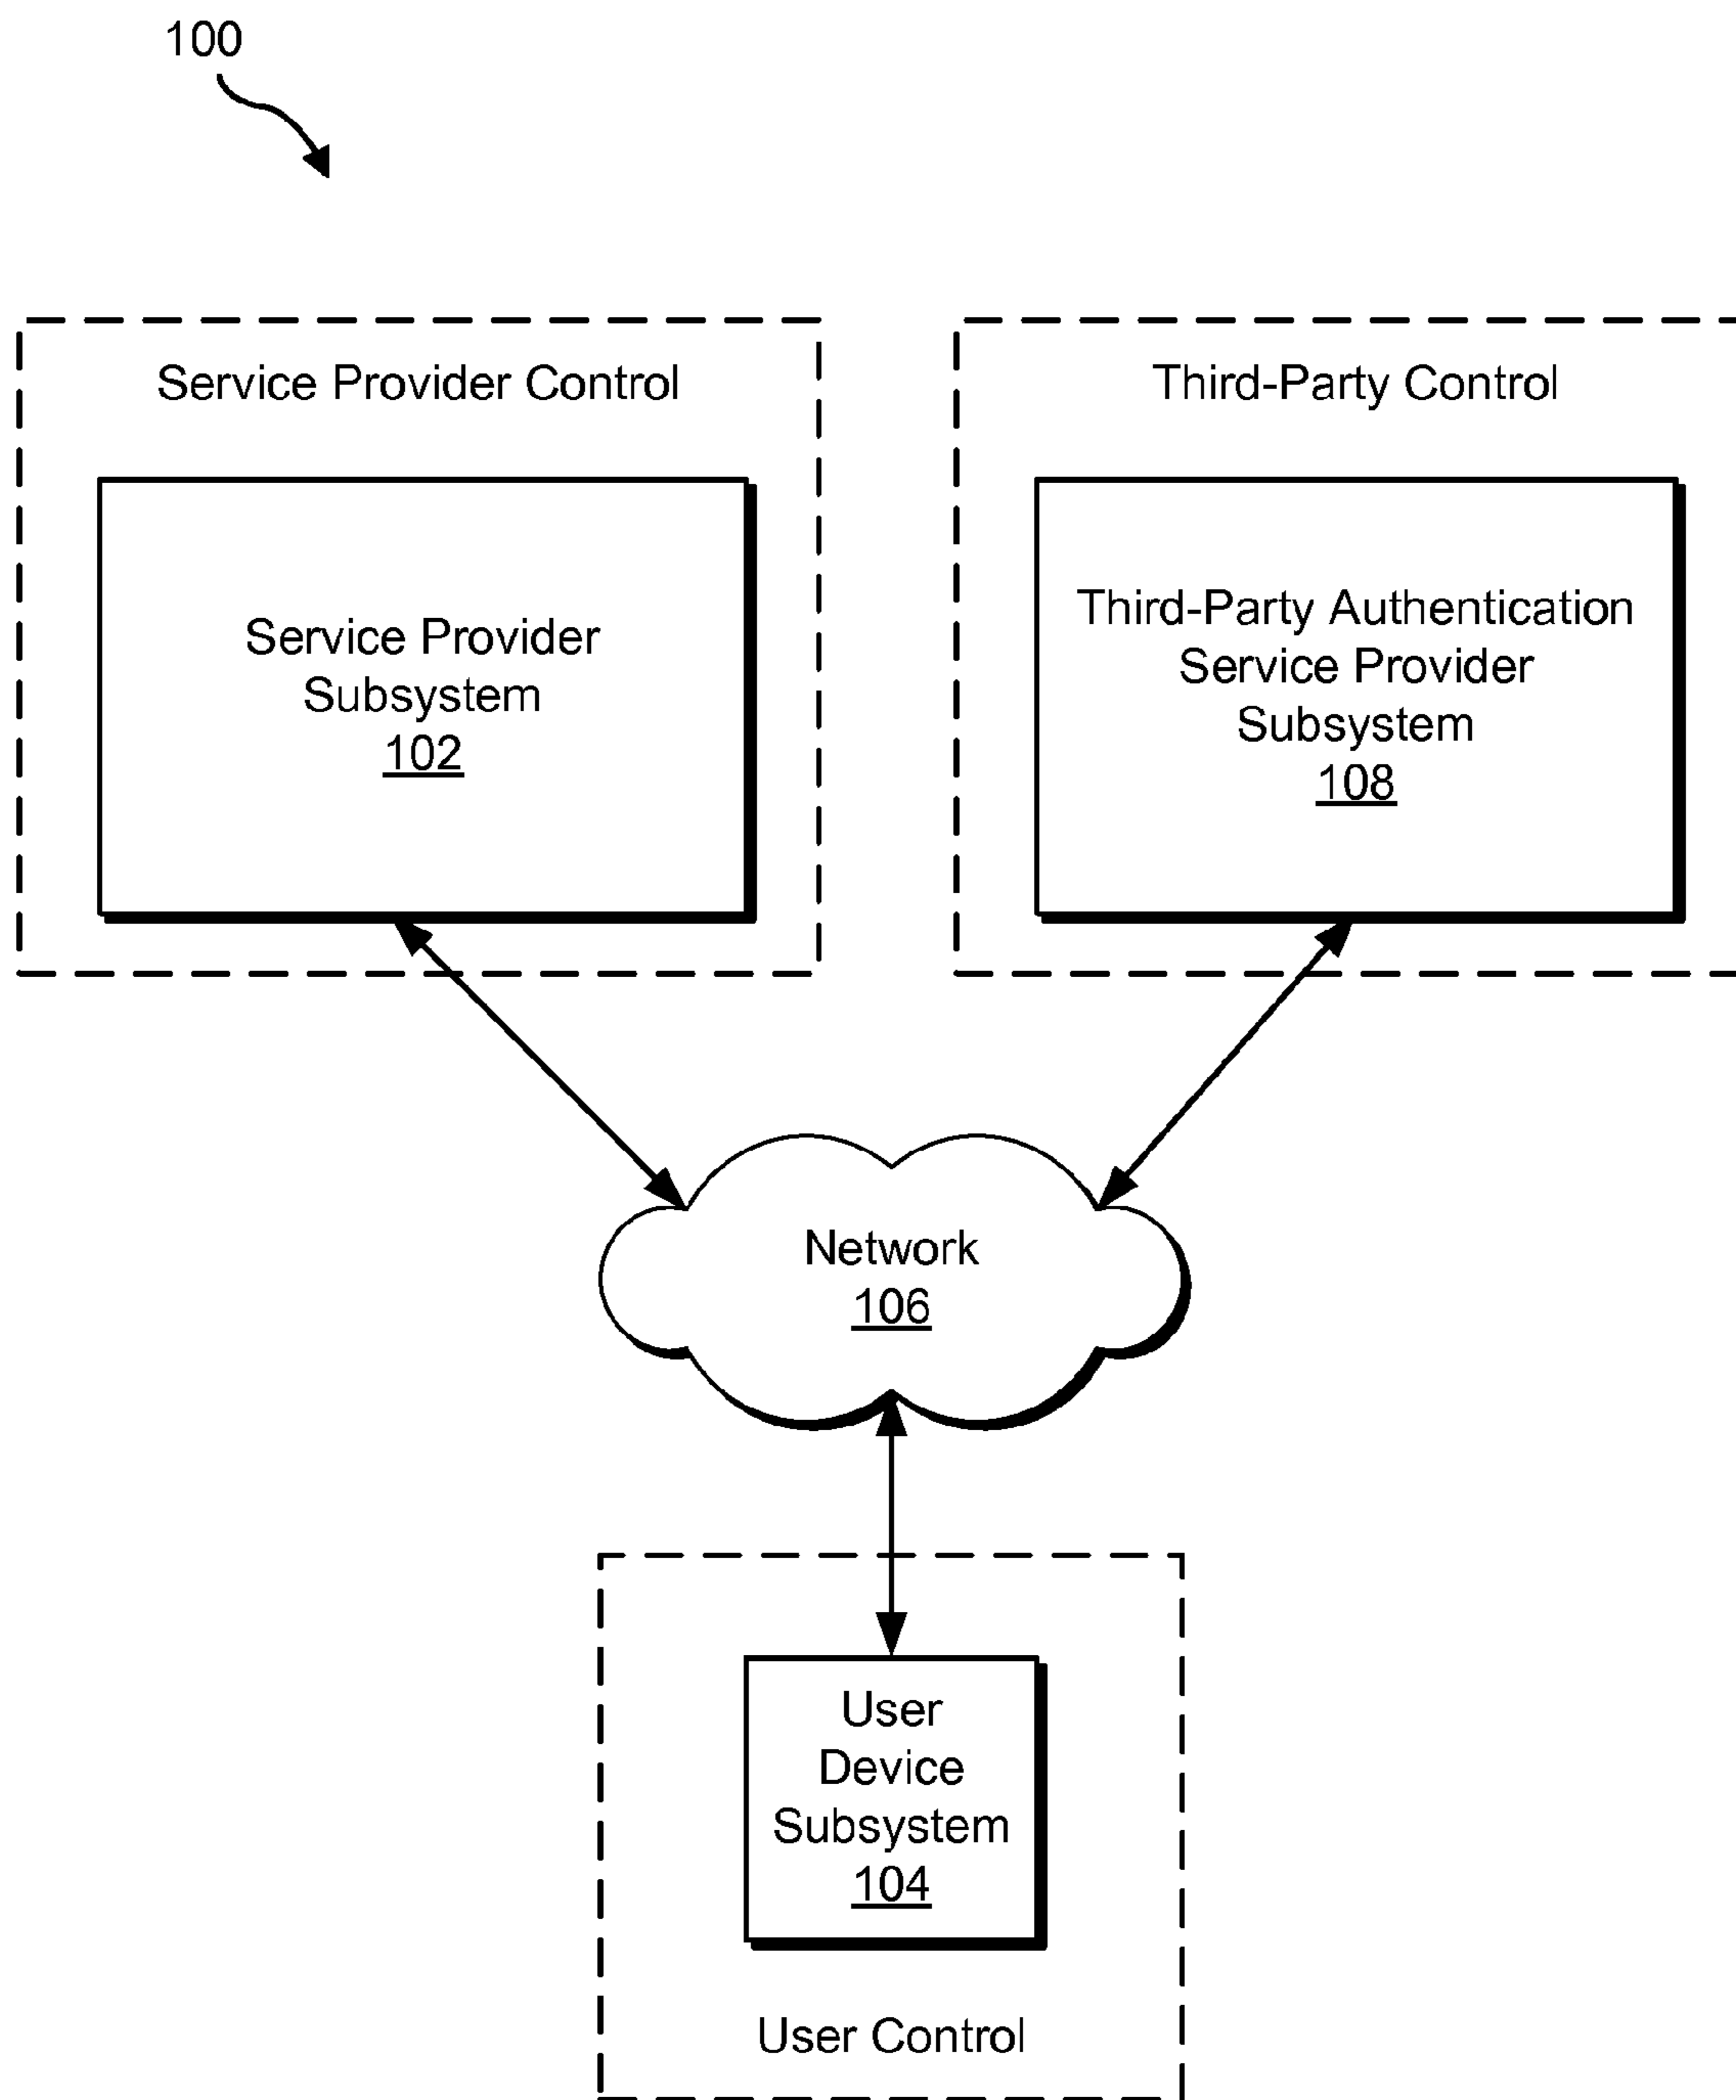 100
Service Provider Control
Service Provider
Subsystem
102
Third-Party Control
Third-Party Authentication
Service Provider
Subsystem
108
Network
106
User
Device
Subsystem
104
User Control